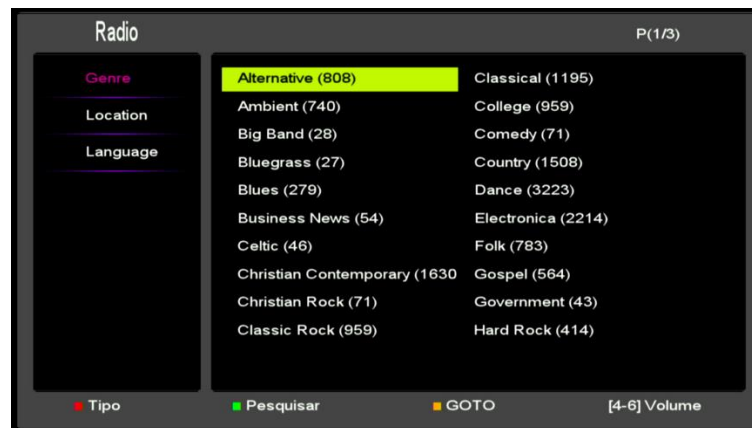 Radio
P(1/3)
Genre
Location
Language
Alternative (808)
Ambient (740)
Big Band (28)
Bluegrass (27)
Blues (279)
Business News (54)
Celtic (46)
Christian Contemporary (1630
Christian Rock (71)
Classic Rock (959)
Classical (1195)
College (959)
Comedy (71)
Country (1508)
Dance (3223)
Electronica (2214)
Folk (783)
Gospel (564)
Government (43)
Hard Rock (414)
Tipo
Pesquisar
GOTO
[4-6] Volume